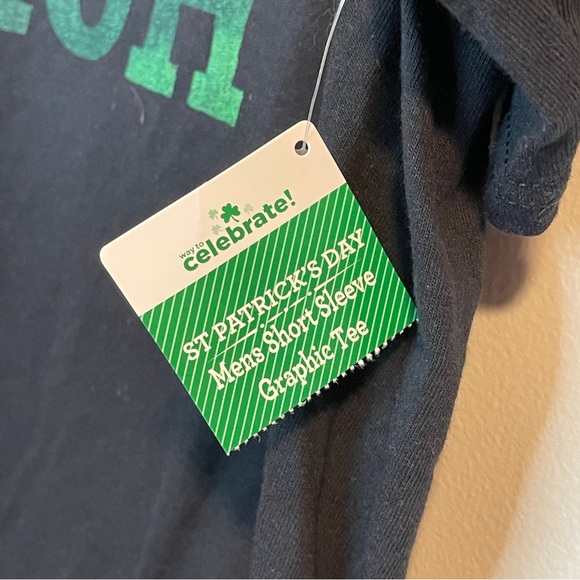 way to
celebrate!
ST PATRICK'S DAY
Mens Short Sleeve
Graphic Tee